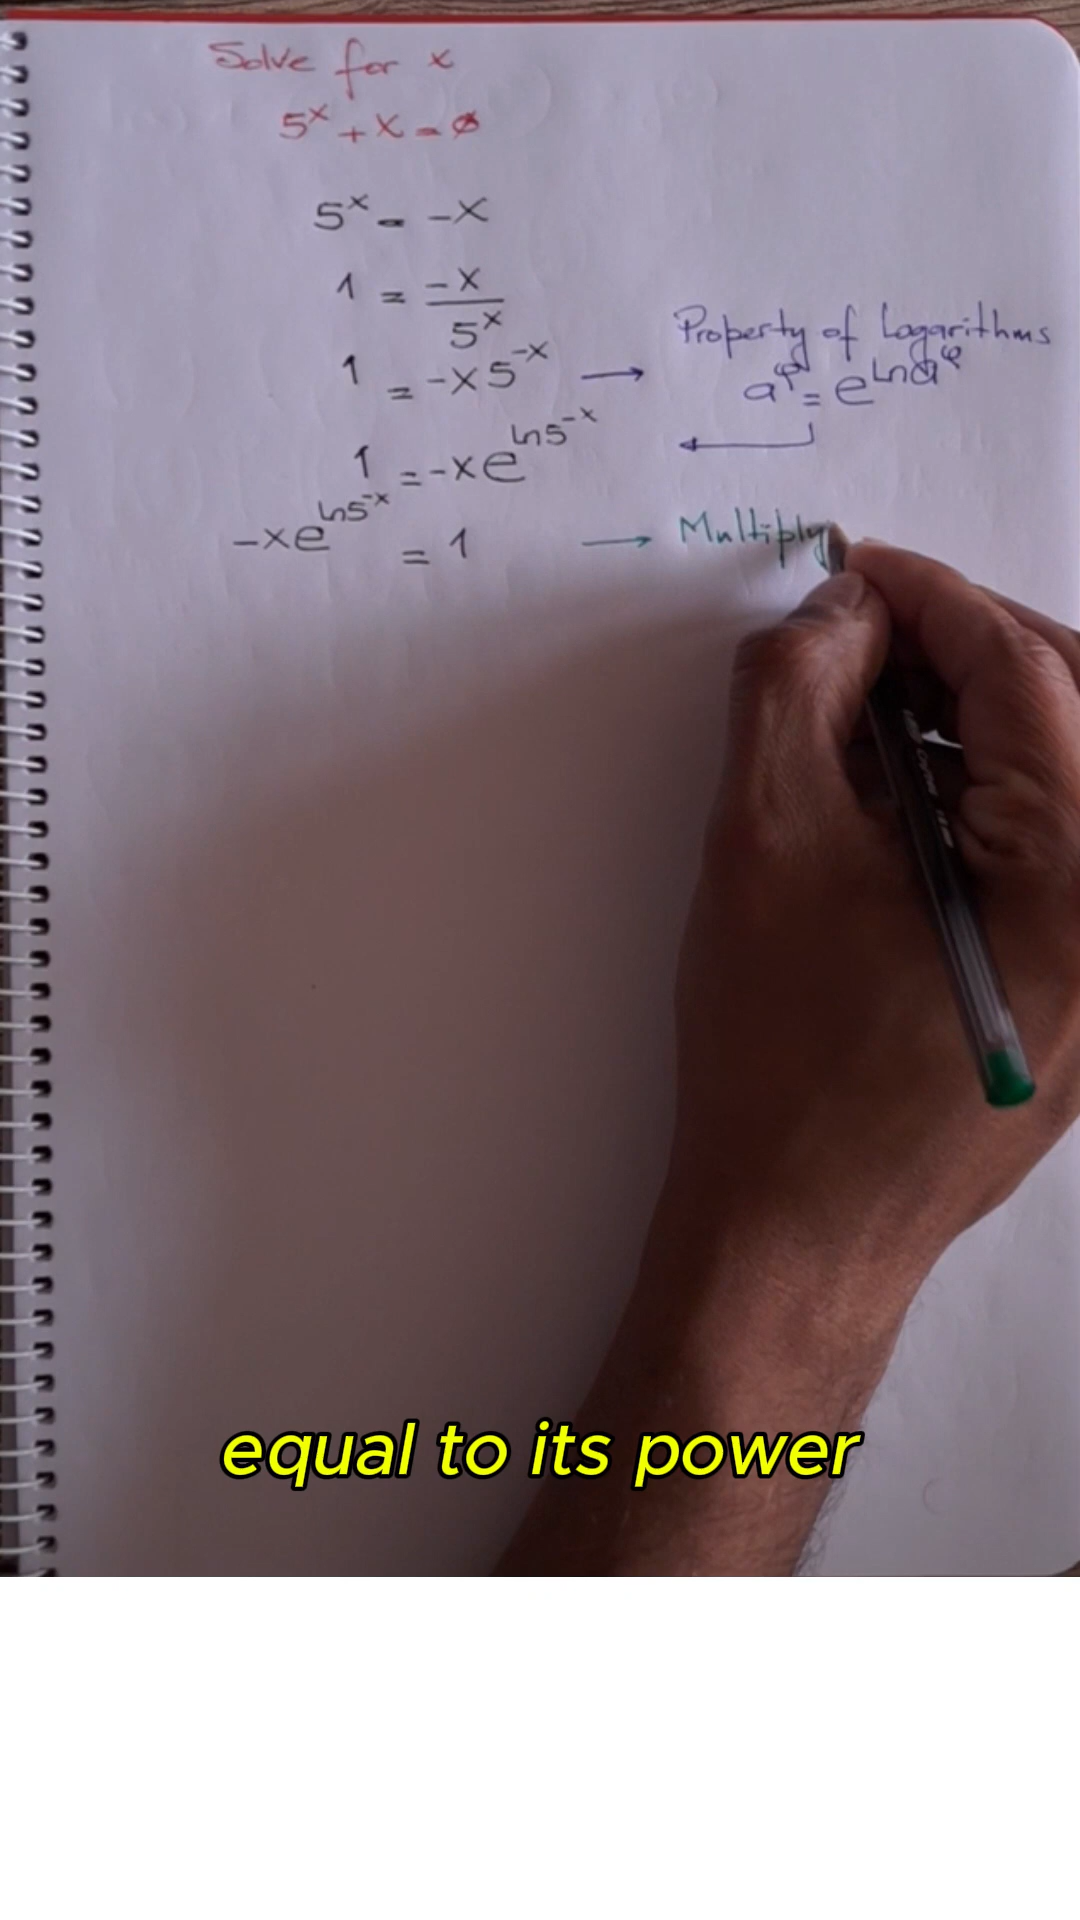 Solve for x
5^x + x = 0
5^x = -x
1 = -x / 5^x
1 = -x5^-x → Property of Logarithms
a^φ = e^ln a^φ
1 = -xe^ln5^-x ←
-xe^ln5^-x = 1 → Multiply
equal to its power